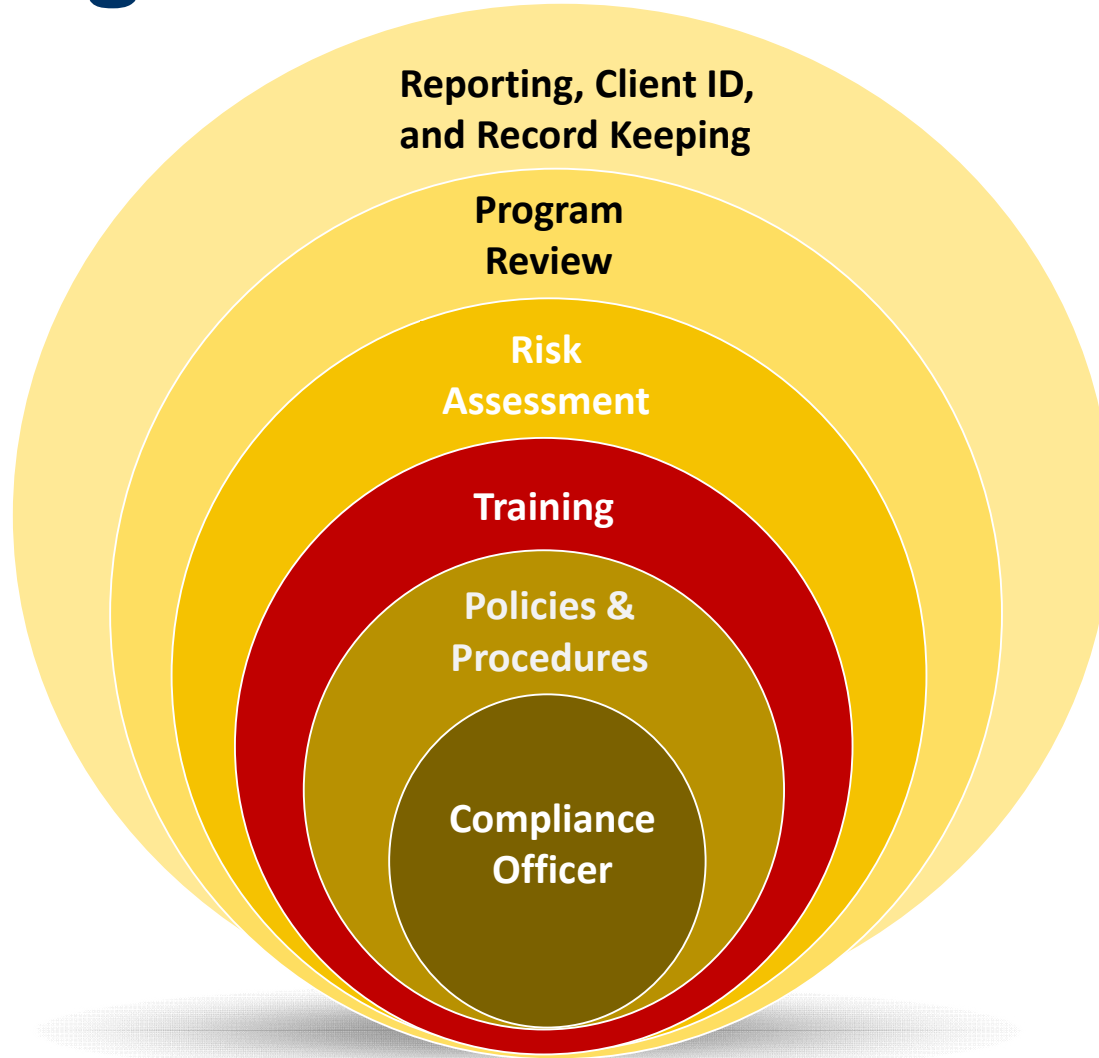 Reporting, Client ID,
and Record Keeping
Program
Review
Risk
Assessment
Training
Policies &
Procedures
Compliance
Officer